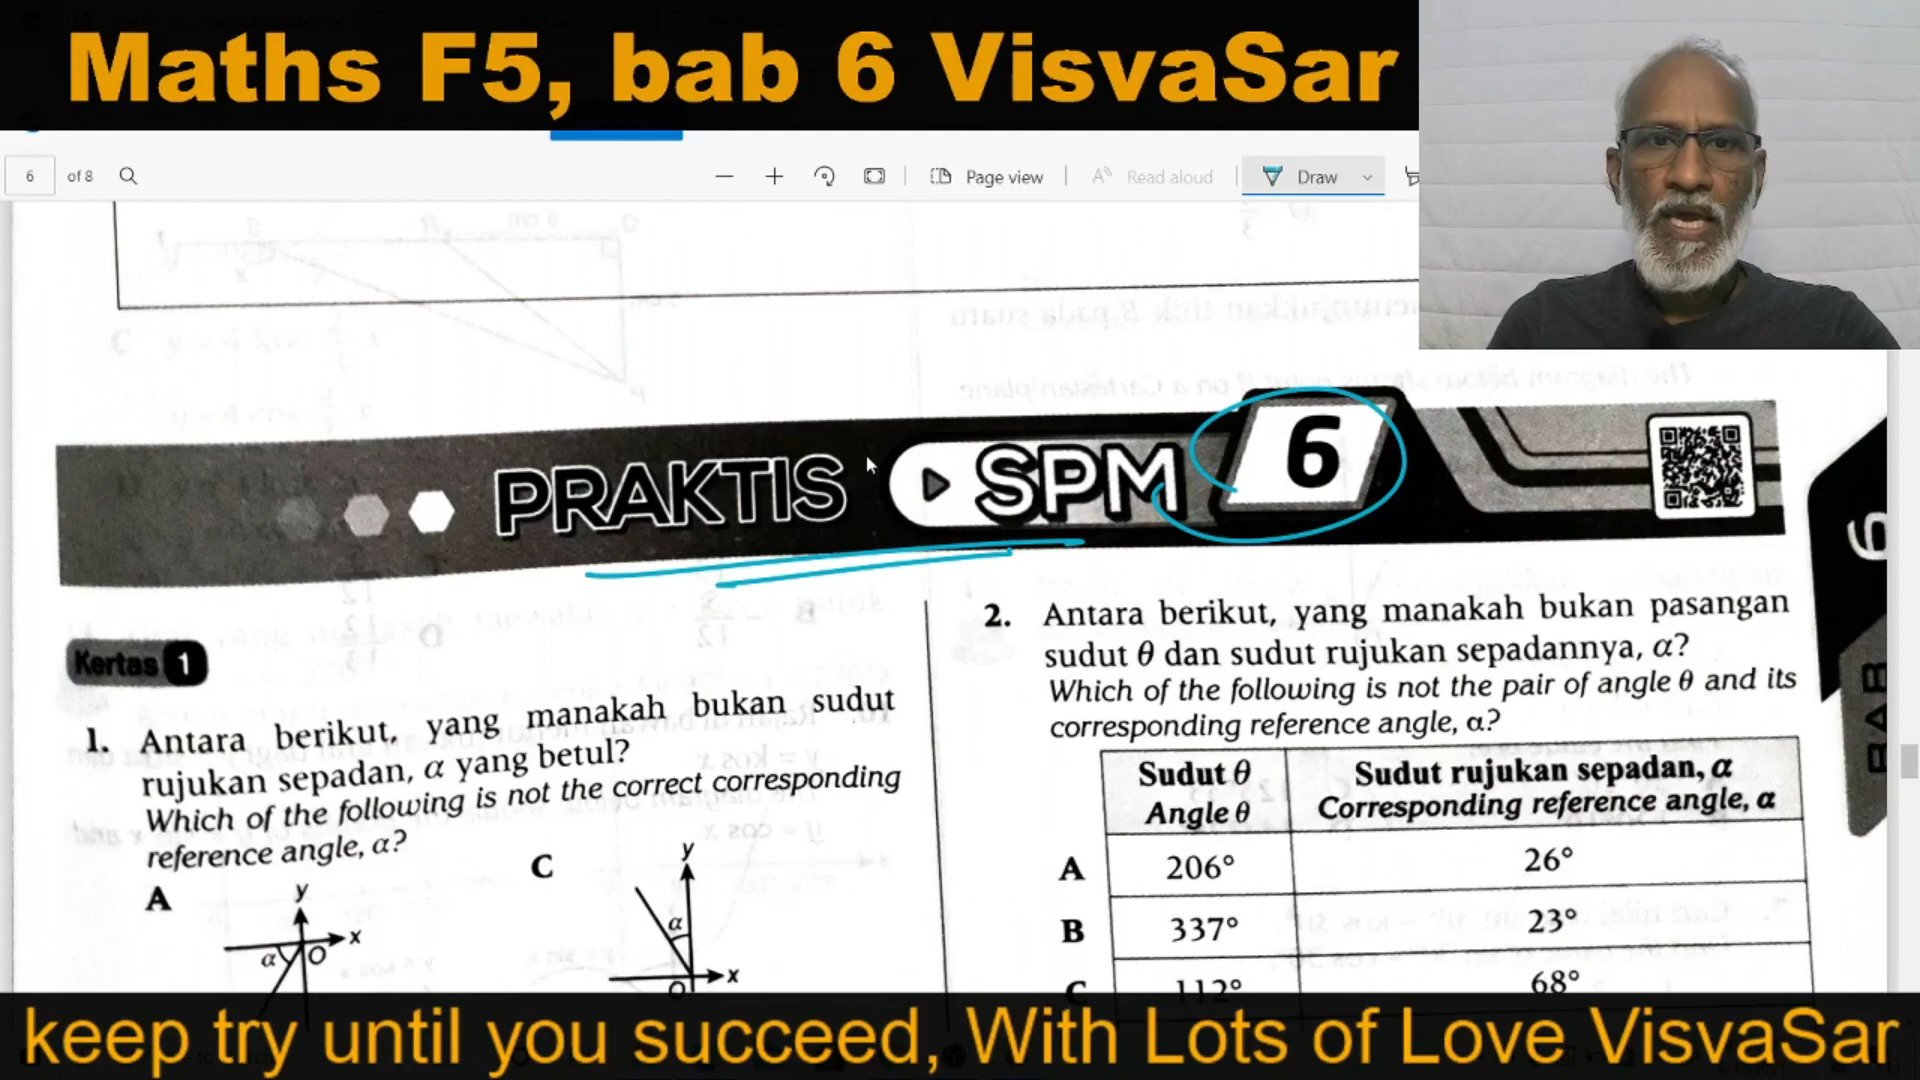 Maths F5, bab 6 VisvaSar
6 of 8
Page view
Read aloud
Draw
PRAKTIS SPM 6
Kertas 1
1. Antara berikut, yang manakah bukan sudut
rujukan sepadan, α yang betul?
Which of the following is not the correct corresponding
reference angle, α?
A
y
x
α
O
C
y
α
x
O
2. Antara berikut, yang manakah bukan pasangan
sudut θ dan sudut rujukan sepadannya, α?
Which of the following is not the pair of angle θ and its
corresponding reference angle, α?
Sudut θ Sudut rujukan sepadan, α
Angle θ Corresponding reference angle, α
A 206° 26°
B 337° 23°
C 112° 68°
6
BAB
keep try until you succeed, With Lots of Love VisvaSar